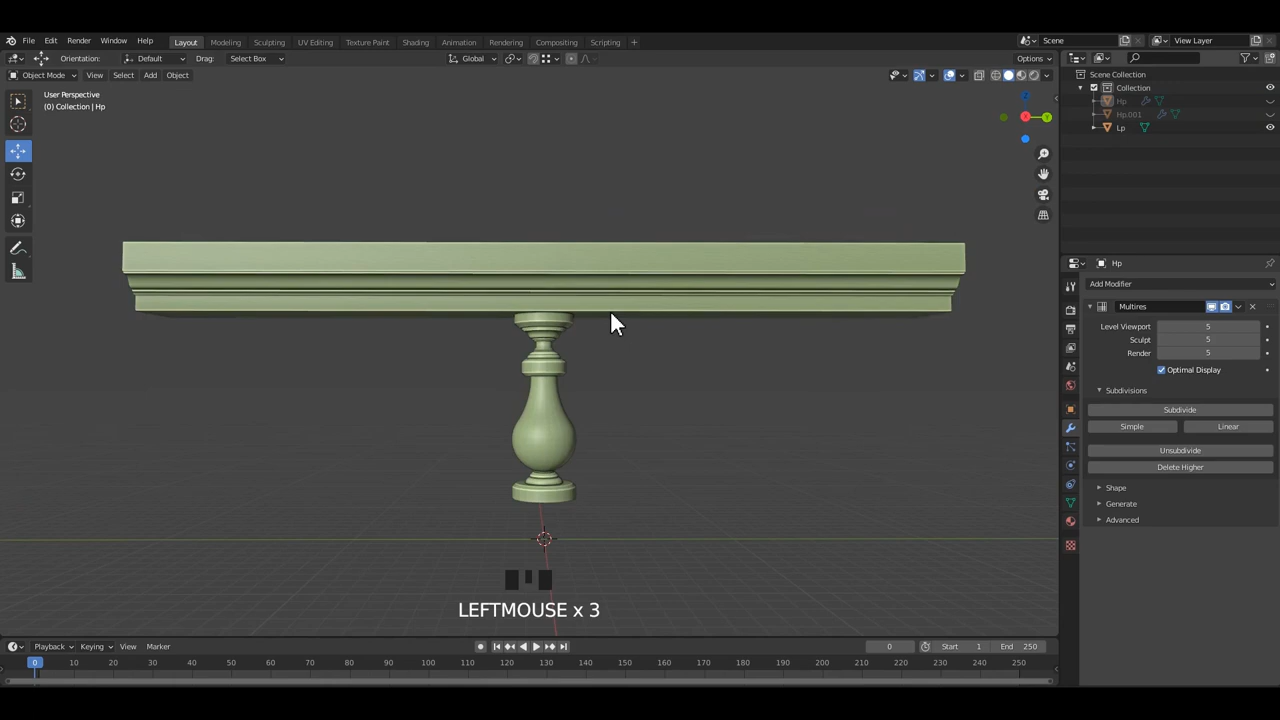 File Edit Render Window Help
Layout Modeling Sculpting UV Editing Texture Paint Shading Animation Rendering Compositing Scripting +
Scene View Layer
Orientation: Default Drag: Select Box Global Options
Object Mode View Select Add Object
User Perspective
(0) Collection | Hp
Scene Collection
Collection
Hp
Hp.001
Lp
X
Y
Z
Hp
Add Modifier
Multires
Level Viewport 5
Sculpt 5
Render 5
Optimal Display
Subdivisions
Subdivide
Simple Linear
Unsubdivide
Delete Higher
Shape
Generate
Advanced
LEFTMOUSE x 3
Playback Keying View Marker 0 Start 1 End 250
0 10 20 30 40 50 60 70 80 90 100 110 120 130 140 150 160 170 180 190 200 210 220 230 240 250